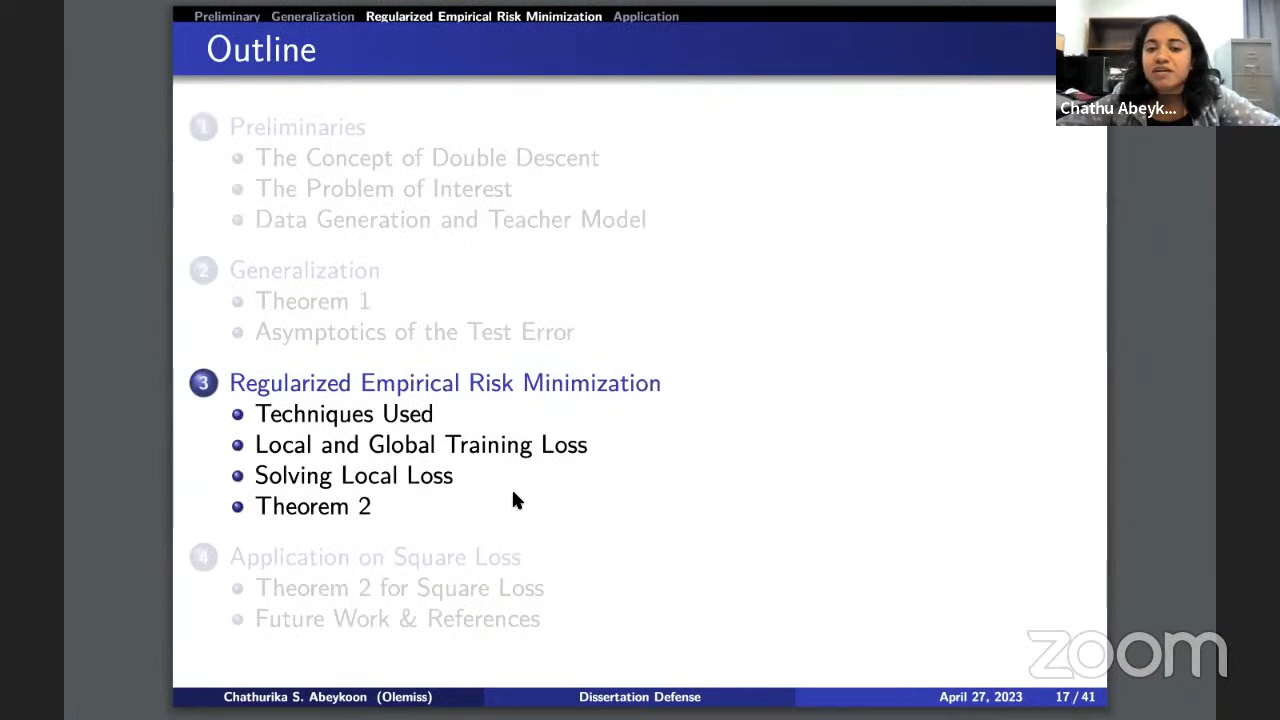 Preliminary Generalization Regularized Empirical Risk Minimization Application
Outline
Chathu Abeyk...
1 Preliminaries
The Concept of Double Descent
The Problem of Interest
Data Generation and Teacher Model
2 Generalization
Theorem 1
Asymptotics of the Test Error
3 Regularized Empirical Risk Minimization
Techniques Used
Local and Global Training Loss
Solving Local Loss
Theorem 2
4 Application on Square Loss
Theorem 2 for Square Loss
Future Work & References
zoom
Chathurika S. Abeykoon (Olemiss) Dissertation Defense April 27, 2023 17 / 41